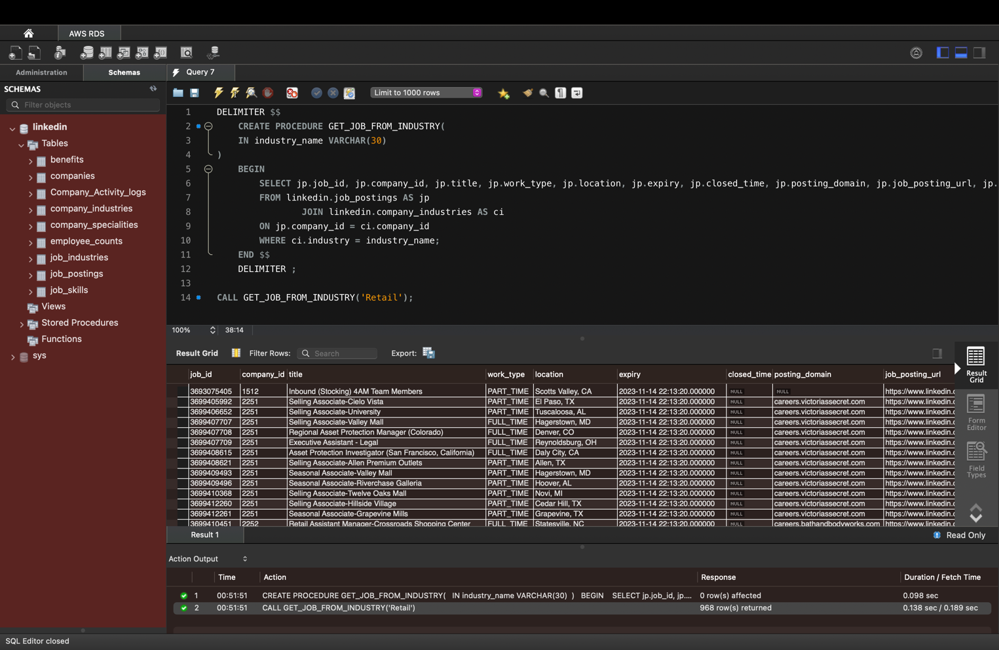 AWS RDS
Administration
Schemas
Query 7
SCHEMAS
Filter objects
linkedin
Tables
benefits
companies
Company_Activity_logs
company_industries
company_specialities
employee_counts
job_industries
job_postings
job_skills
Views
Stored Procedures
Functions
sys
Limit to 1000 rows
1 DELIMITER $$
2 CREATE PROCEDURE GET_JOB_FROM_INDUSTRY(
3 IN industry_name VARCHAR(30)
4 )
5 BEGIN
6 SELECT jp.job_id, jp.company_id, jp.title, jp.work_type, jp.location, jp.expiry, jp.closed_time, jp.posting_domain, jp.job_posting_url, jp.
7 FROM linkedin.job_postings AS jp
8 JOIN linkedin.company_industries AS ci
9 ON jp.company_id = ci.company_id
10 WHERE ci.industry = industry_name;
11 END $$
12 DELIMITER ;
13
14 CALL GET_JOB_FROM_INDUSTRY('Retail');
100% 38:14
Result Grid Filter Rows: Search Export:
job_id company_id title work_type location expiry closed_time posting_domain job_posting_url
3693075405 1512 Inbound (Stocking) 4AM Team Members PART_TIME Scotts Valley, CA 2023-11-14 22:13:20.000000 NULL NULL https://www.linkedin.c
3699405992 2251 Selling Associate-Cielo Vista PART_TIME El Paso, TX 2023-11-14 22:13:20.000000 NULL careers.victoriassecret.com https://www.linkedin.c
3699406652 2251 Selling Associate-University PART_TIME Tuscaloosa, AL 2023-11-14 22:13:20.000000 NULL careers.victoriassecret.com https://www.linkedin.c
3699407707 2251 Selling Associate-Valley Mall FULL_TIME Hagerstown, MD 2023-11-14 22:13:20.000000 NULL careers.victoriassecret.com https://www.linkedin.c
3699407708 2251 Regional Asset Protection Manager (Colorado) FULL_TIME Denver, CO 2023-11-14 22:13:20.000000 NULL careers.victoriassecret.com https://www.linkedin.c
3699407709 2251 Executive Assistant - Legal FULL_TIME Reynoldsburg, OH 2023-11-14 22:13:20.000000 NULL careers.victoriassecret.com https://www.linkedin.c
3699408615 2251 Asset Protection Investigator (San Francisco, California) FULL_TIME Daly City, CA 2023-11-14 22:13:20.000000 NULL careers.victoriassecret.com https://www.linkedin.c
3699408621 2251 Selling Associate-Allen Premium Outlets PART_TIME Allen, TX 2023-11-14 22:13:20.000000 NULL careers.victoriassecret.com https://www.linkedin.c
3699409493 2251 Seasonal Associate-Valley Mall PART_TIME Hagerstown, MD 2023-11-14 22:13:20.000000 NULL careers.victoriassecret.com https://www.linkedin.c
3699409496 2251 Seasonal Associate-Riverchase Galleria PART_TIME Hoover, AL 2023-11-14 22:13:20.000000 NULL careers.victoriassecret.com https://www.linkedin.c
3699410368 2251 Selling Associate-Twelve Oaks Mall PART_TIME Novi, MI 2023-11-14 22:13:20.000000 NULL careers.victoriassecret.com https://www.linkedin.c
3699412260 2251 Selling Associate-Hillside Village PART_TIME Cedar Hill, TX 2023-11-14 22:13:20.000000 NULL careers.victoriassecret.com https://www.linkedin.c
3699412261 2251 Seasonal Associate-Grapevine Mills PART_TIME Grapevine, TX 2023-11-14 22:13:20.000000 NULL careers.victoriassecret.com https://www.linkedin.c
3699410451 2252 Retail Assistant Manager-Crossroads Shopping Center FULL_TIME Statesville, NC 2023-11-14 22:13:20.000000 NULL careers.bathandbodyworks.com https://www.linkedin.c
Result
Grid
Form
Editor
Field
Types
Result 1
Read Only
Action Output
Time Action Response Duration / Fetch Time
1 00:51:51 CREATE PROCEDURE GET_JOB_FROM_INDUSTRY( IN industry_name VARCHAR(30) ) BEGIN SELECT jp.job_id, jp.... 0 row(s) affected 0.098 sec
2 00:51:51 CALL GET_JOB_FROM_INDUSTRY('Retail') 968 row(s) returned 0.138 sec / 0.189 sec
SQL Editor closed